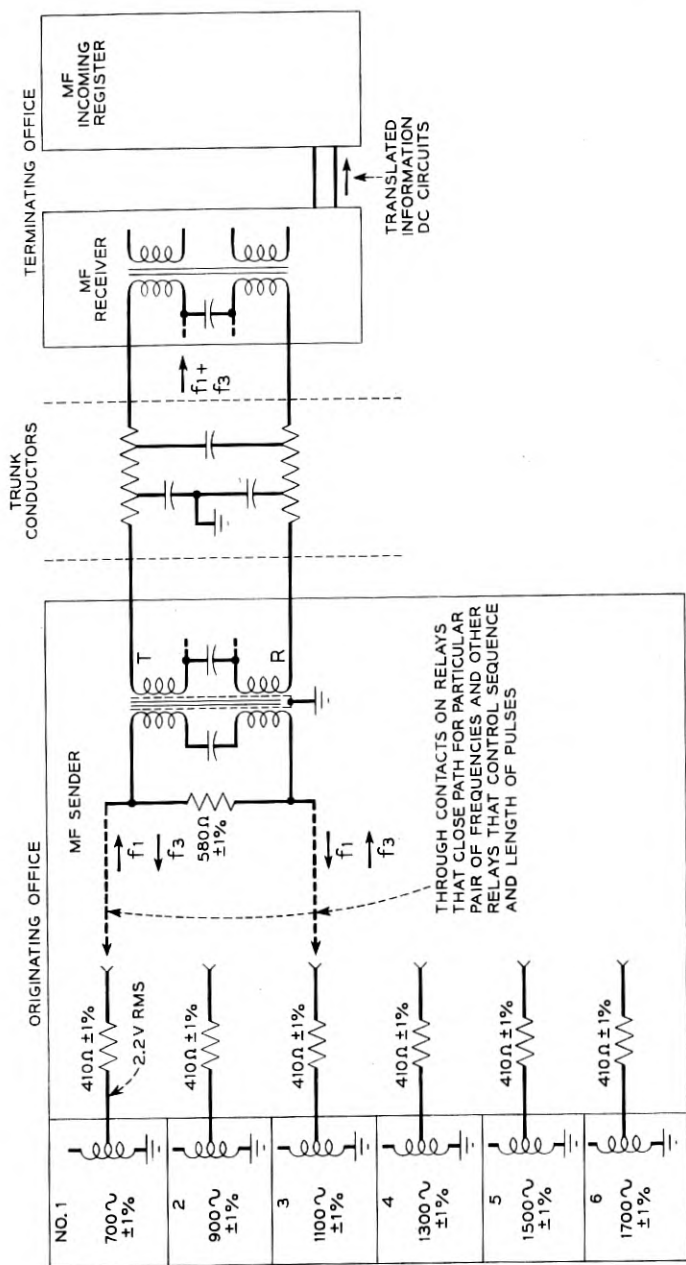 ORIGINATING OFFICE
TRUNK
CONDUCTORS
TERMINATING OFFICE
NO. 1
700∿
±1%
2
900∿
±1%
3
1100∿
±1%
4
1300∿
±1%
5
1500∿
±1%
6
1700∿
±1%
410Ω ±1%
2.2 V RMS
410Ω ±1%
410Ω ±1%
410Ω ±1%
410Ω ±1%
410Ω ±1%
MF SENDER
f1
f3
580Ω
±1%
f1
f3
T
R
THROUGH CONTACTS ON RELAYS
THAT CLOSE PATH FOR PARTICULAR
PAIR OF FREQUENCIES AND OTHER
RELAYS THAT CONTROL SEQUENCE
AND LENGTH OF PULSES
f1+
f3
MF
RECEIVER
MF
INCOMING
REGISTER
TRANSLATED
INFORMATION
DC CIRCUITS